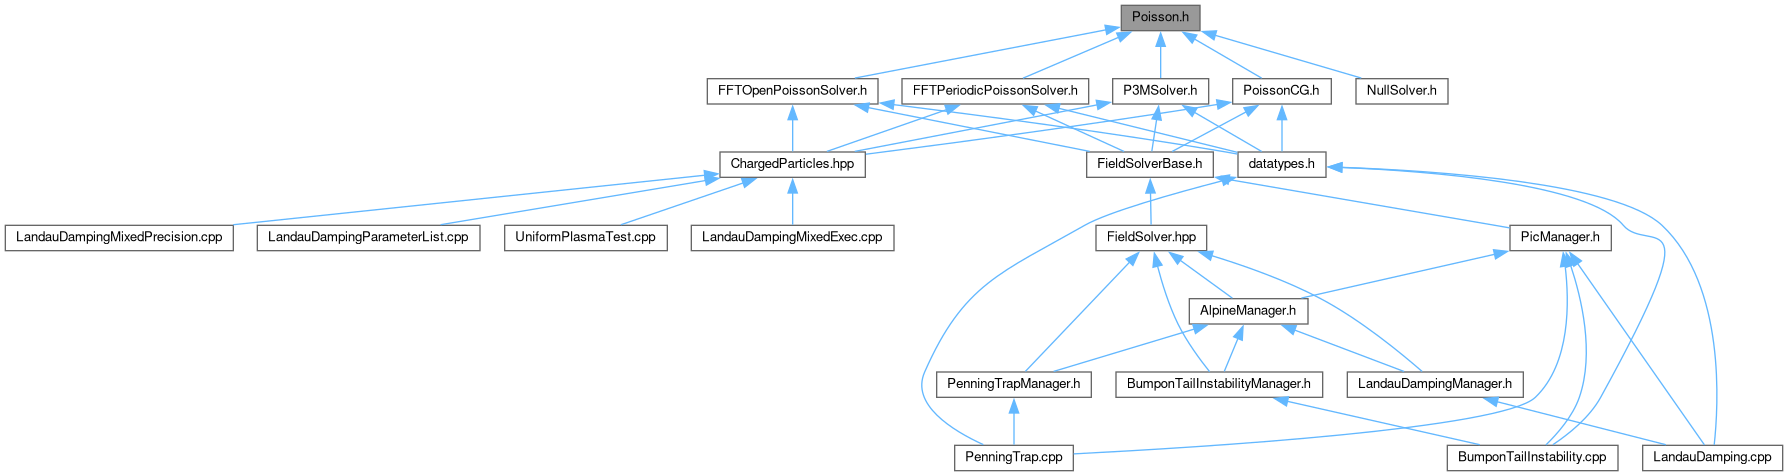 Poisson.h
FFTOpenPoissonSolver.h
FFTPeriodicPoissonSolver.h
P3MSolver.h
PoissonCG.h
NullSolver.h
ChargedParticles.hpp
FieldSolverBase.h
datatypes.h
LandauDampingMixedPrecision.cpp
LandauDampingParameterList.cpp
UniformPlasmaTest.cpp
LandauDampingMixedExec.cpp
FieldSolver.hpp
PicManager.h
AlpineManager.h
PenningTrapManager.h
BumponTailInstabilityManager.h
LandauDampingManager.h
PenningTrap.cpp
BumponTailInstability.cpp
LandauDamping.cpp